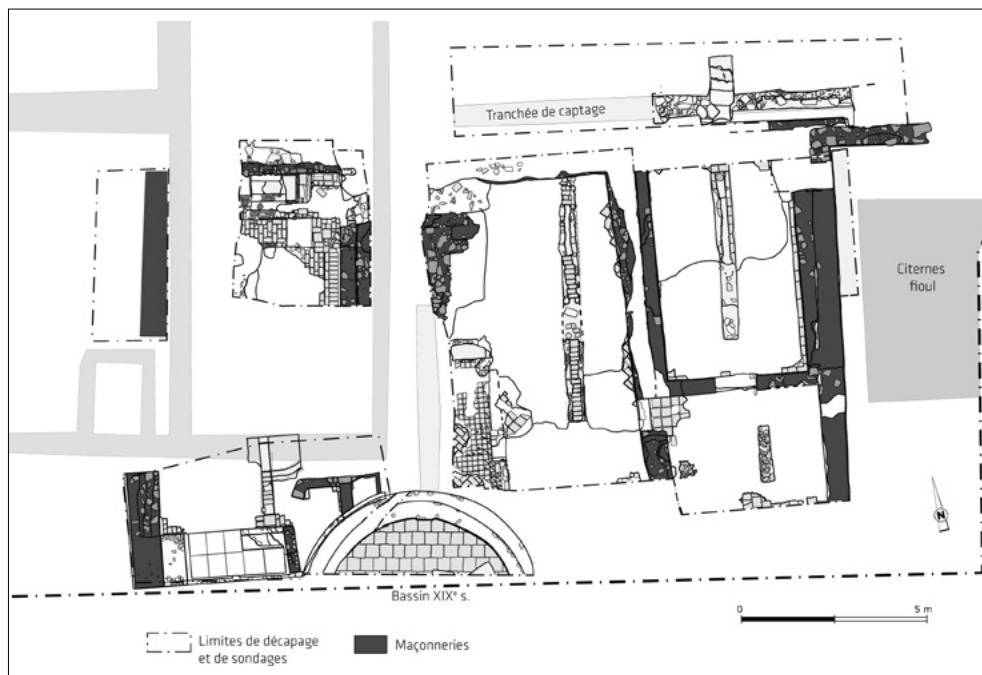 Tranchée de captage
Citernes
fioul
N
Bassin XIXe s.
0
5 m
Limites de décapage
et de sondages
Maçonneries